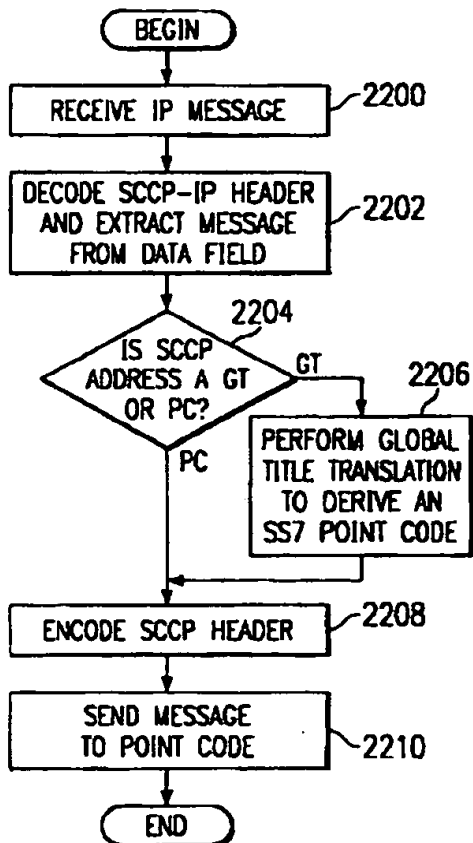 BEGIN
RECEIVE IP MESSAGE
2200
DECODE SCCP-IP HEADER
AND EXTRACT MESSAGE
FROM DATA FIELD
2202
2204
IS SCCP
ADDRESS A GT
OR PC?
GT
PC
2206
PERFORM GLOBAL
TITLE TRANSLATION
TO DERIVE AN
SS7 POINT CODE
ENCODE SCCP HEADER
2208
SEND MESSAGE
TO POINT CODE
2210
END